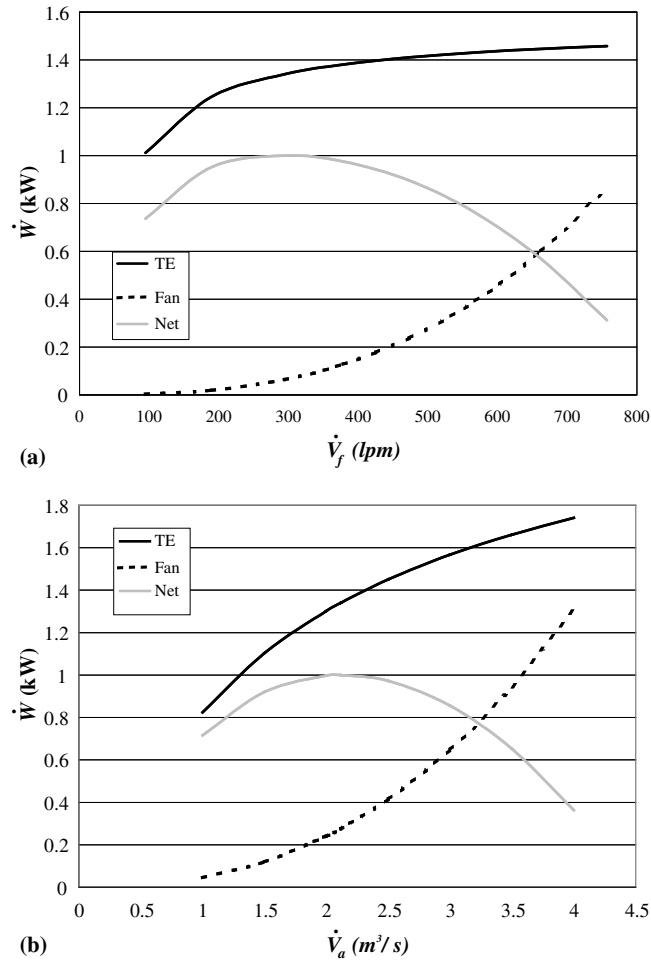 1.6
1.4
1.2
1
0.8
0.6
0.4
0.2
0
Ẇ (kW)
TE
Fan
Net
0 100 200 300 400 500 600 700 800
(a)
V̇f (lpm)
1.8
1.6
1.4
1.2
1
0.8
0.6
0.4
0.2
0
Ẇ (kW)
TE
Fan
Net
0 0.5 1 1.5 2 2.5 3 3.5 4 4.5
(b)
V̇a (m³/s)